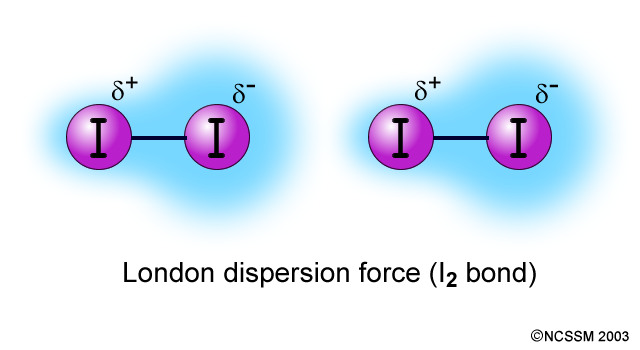 δ⁺ δ⁻ δ⁺ δ⁻
I I I I
London dispersion force (I₂ bond)
©NCSSM 2003